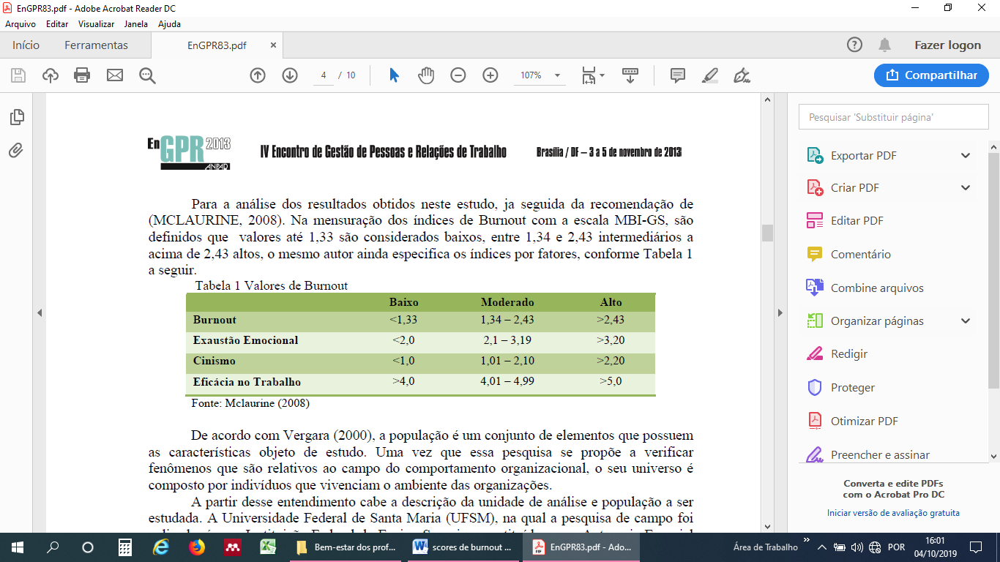 EnGPR83.pdf - Adobe Acrobat Reader DC
Arquivo Editar Visualizar Janela Ajuda
Início Ferramentas EnGPR83.pdf × Fazer logon
4 / 10 107% Compartilhar
EnGPR 2013 ANPAD IV Encontro de Gestão de Pessoas e Relações de Trabalho Brasília / DF – 3 a 5 de novembro de 2013
Para a análise dos resultados obtidos neste estudo, ja seguida da recomendação de
(MCLAURINE, 2008). Na mensuração dos índices de Burnout com a escala MBI-GS, são
definidos que valores até 1,33 são considerados baixos, entre 1,34 e 2,43 intermediários a
acima de 2,43 altos, o mesmo autor ainda especifica os índices por fatores, conforme Tabela 1
a seguir.
Tabela 1 Valores de Burnout
Baixo Moderado Alto
Burnout <1,33 1,34 – 2,43 >2,43
Exaustão Emocional <2,0 2,1 – 3,19 >3,20
Cinismo <1,0 1,01 – 2,10 >2,20
Eficácia no Trabalho >4,0 4,01 – 4,99 >5,0
Fonte: Mclaurine (2008)
De acordo com Vergara (2000), a população é um conjunto de elementos que possuem
as características objeto de estudo. Uma vez que essa pesquisa se propõe a verificar
fenômenos que são relativos ao campo do comportamento organizacional, o seu universo é
composto por indivíduos que vivenciam o ambiente das organizações.
A partir desse entendimento cabe a descrição da unidade de análise e população a ser
estudada. A Universidade Federal de Santa Maria (UFSM), na qual a pesquisa de campo foi
Pesquisar 'Substituir página'
Exportar PDF
Criar PDF
Editar PDF
Comentário
Combine arquivos
Organizar páginas
Redigir
Proteger
Otimizar PDF
Preencher e assinar
Converta e edite PDFs
com o Acrobat Pro DC
Iniciar versão de avaliação gratuita
Bem-estar dos prof... scores de burnout ... EnGPR83.pdf - Ado... Área de Trabalho » POR 16:01
04/10/2019